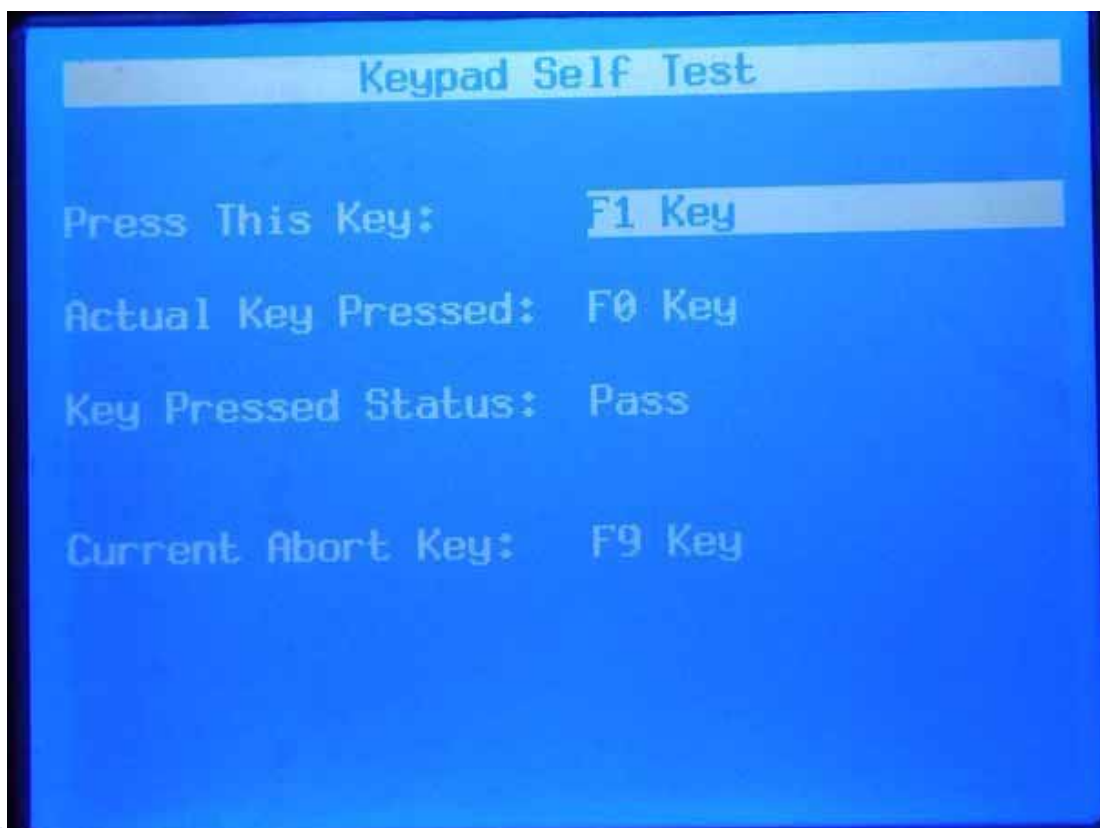 Keypad Self Test
Press This Key: F1 Key
Actual Key Pressed: F0 Key
Key Pressed Status: Pass
Current Abort Key: F9 Key